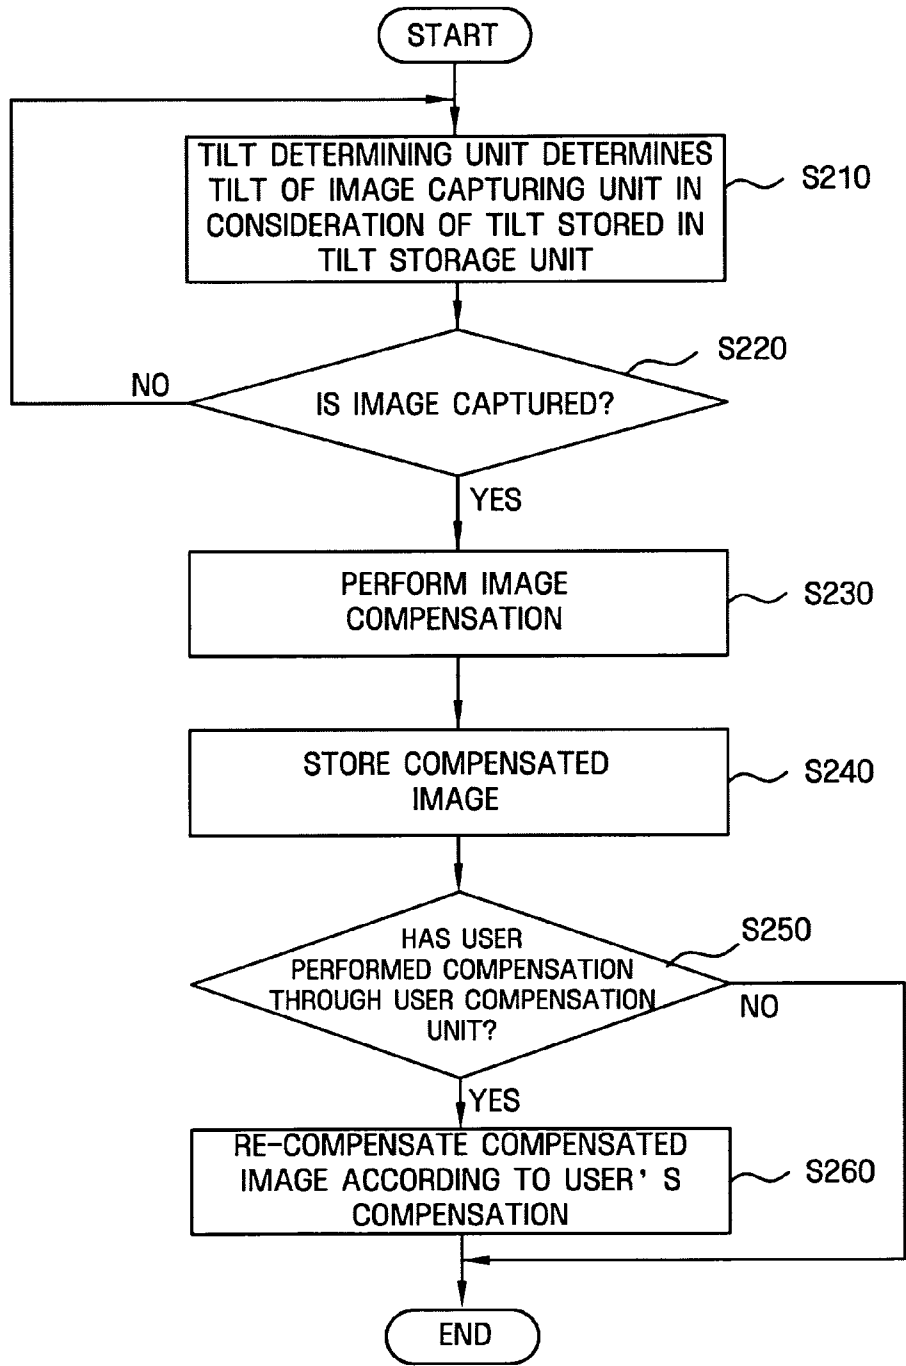 START
TILT DETERMINING UNIT DETERMINES
TILT OF IMAGE CAPTURING UNIT IN
CONSIDERATION OF TILT STORED IN
TILT STORAGE UNIT
S210
S220
NO
IS IMAGE CAPTURED?
YES
PERFORM IMAGE
COMPENSATION
S230
STORE COMPENSATED
IMAGE
S240
S250
HAS USER
PERFORMED COMPENSATION
THROUGH USER COMPENSATION
UNIT?
NO
YES
RE-COMPENSATE COMPENSATED
IMAGE ACCORDING TO USER'S
COMPENSATION
S260
END